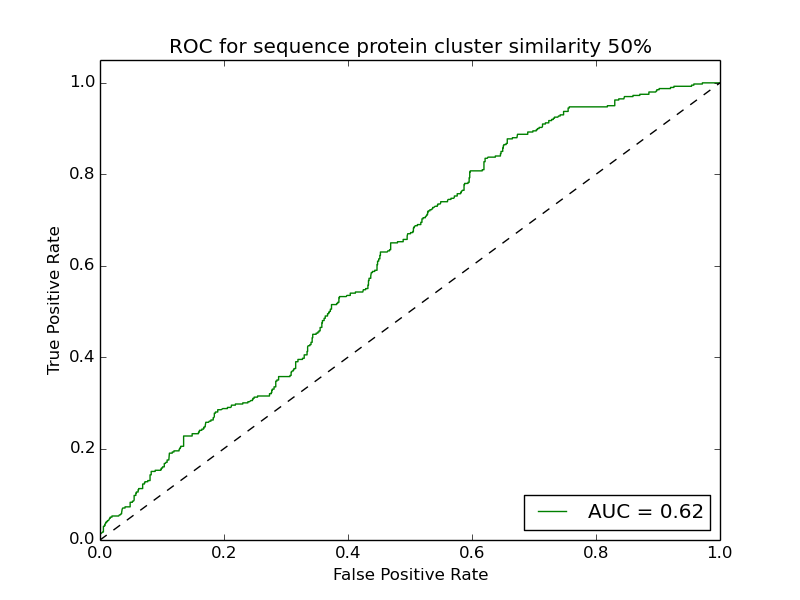 ROC for sequence protein cluster similarity 50%
1.0
0.8
0.6
0.4
0.2
0.0
True Positive Rate
AUC = 0.62
0.0 0.2 0.4 0.6 0.8 1.0
False Positive Rate